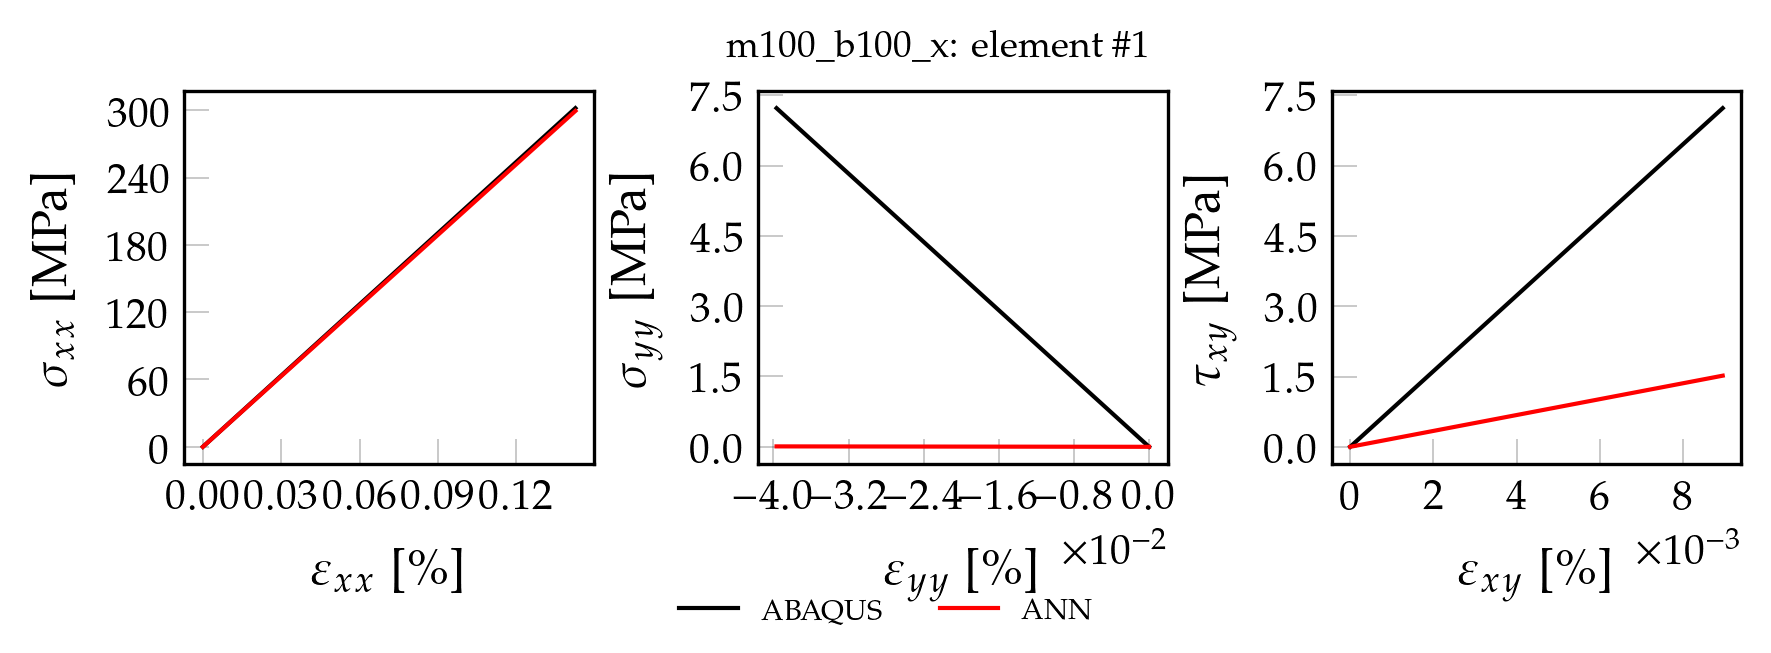 m100_b100_x: element #1
σxx [MPa]
300
240
180
120
60
0
0.00 0.03 0.06 0.09 0.12
εxx [%]
σyy [MPa]
7.5
6.0
4.5
3.0
1.5
0.0
−4.0 −3.2 −2.4 −1.6 −0.8 0.0
×10−2
εyy [%]
τxy [MPa]
7.5
6.0
4.5
3.0
1.5
0.0
0 2 4 6 8
×10−3
εxy [%]
ABAQUS ANN